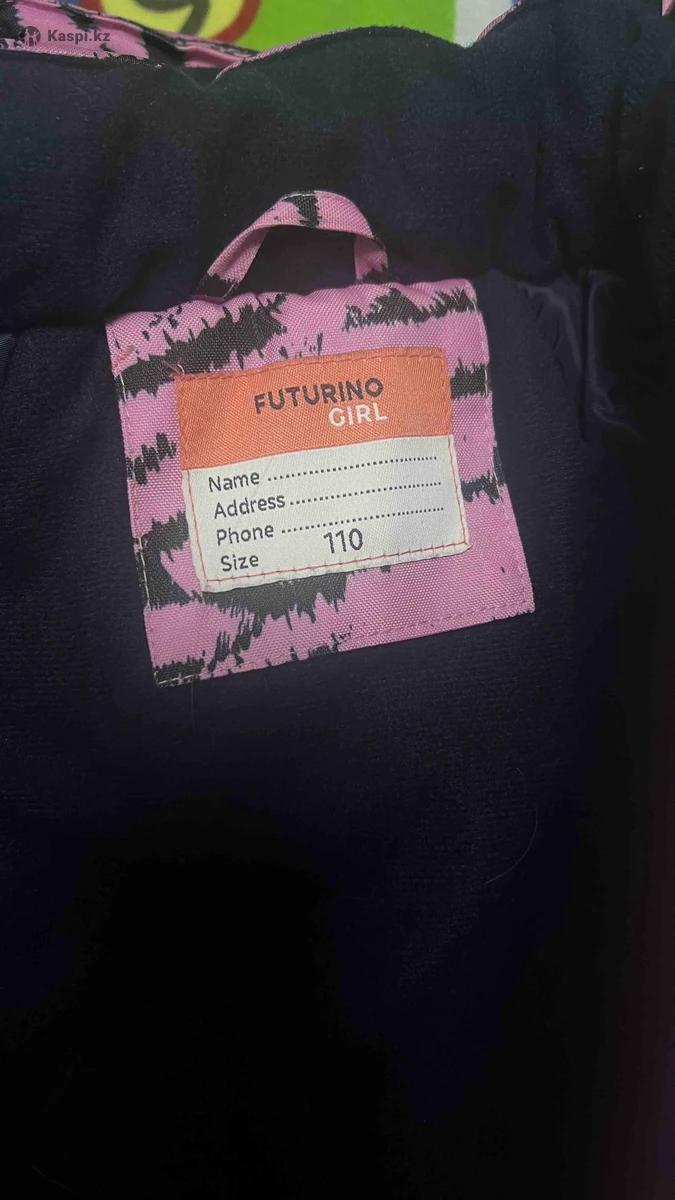 Kaspi.kz
FUTURINO
GIRL
Name ..............................
Address ...........................
Phone .............................
Size 110